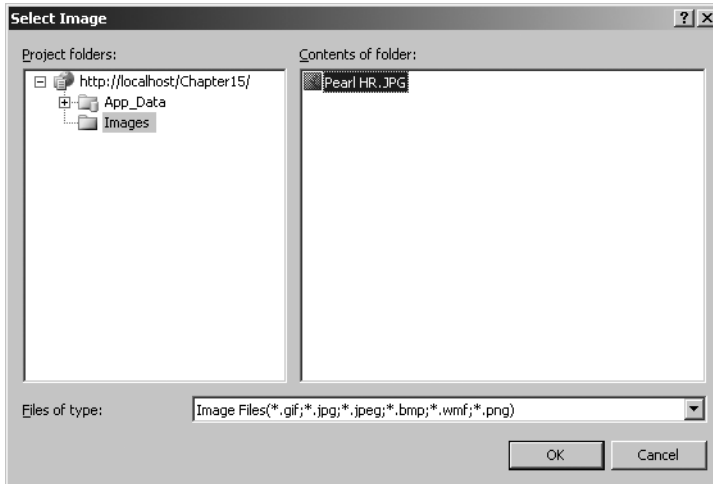 Select Image
Project folders:
http://localhost/Chapter15/
App_Data
Images
Contents of folder:
Pearl HR.JPG
Files of type:
Image Files(*.gif;*.jpg;*.jpeg;*.bmp;*.wmf;*.png)
OK Cancel